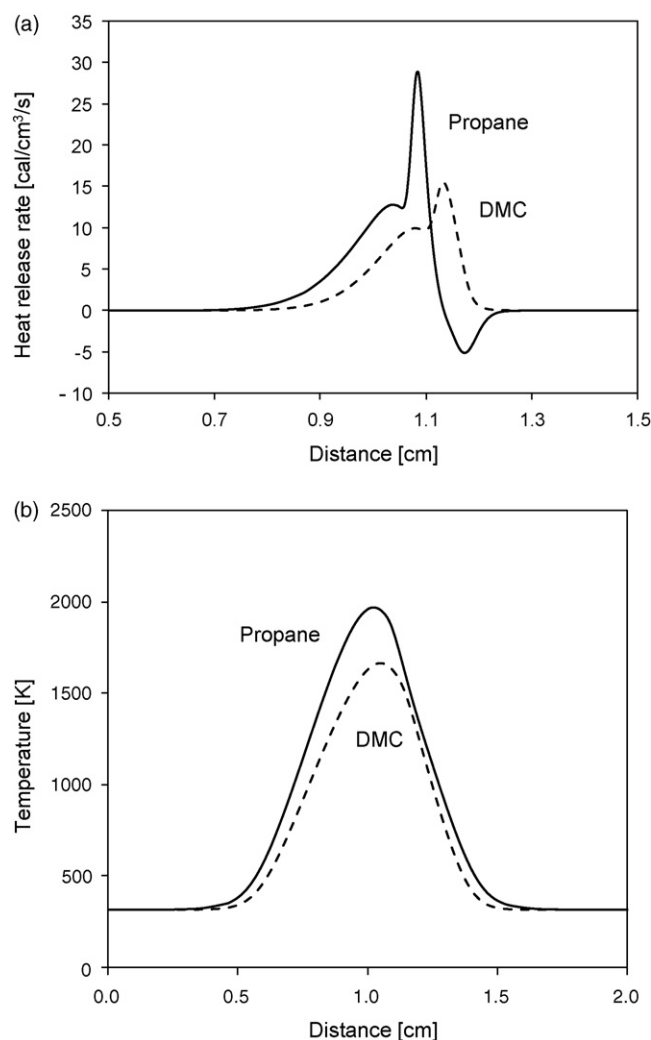 (a)
35
30
25
20
15
10
5
0
-5
- 10
Heat release rate [cal/cm³/s]
Propane
DMC
0.5 0.7 0.9 1.1 1.3 1.5
Distance [cm]
(b)
2500
2000
1500
1000
500
0
Temperature [K]
Propane
DMC
0.0 0.5 1.0 1.5 2.0
Distance [cm]